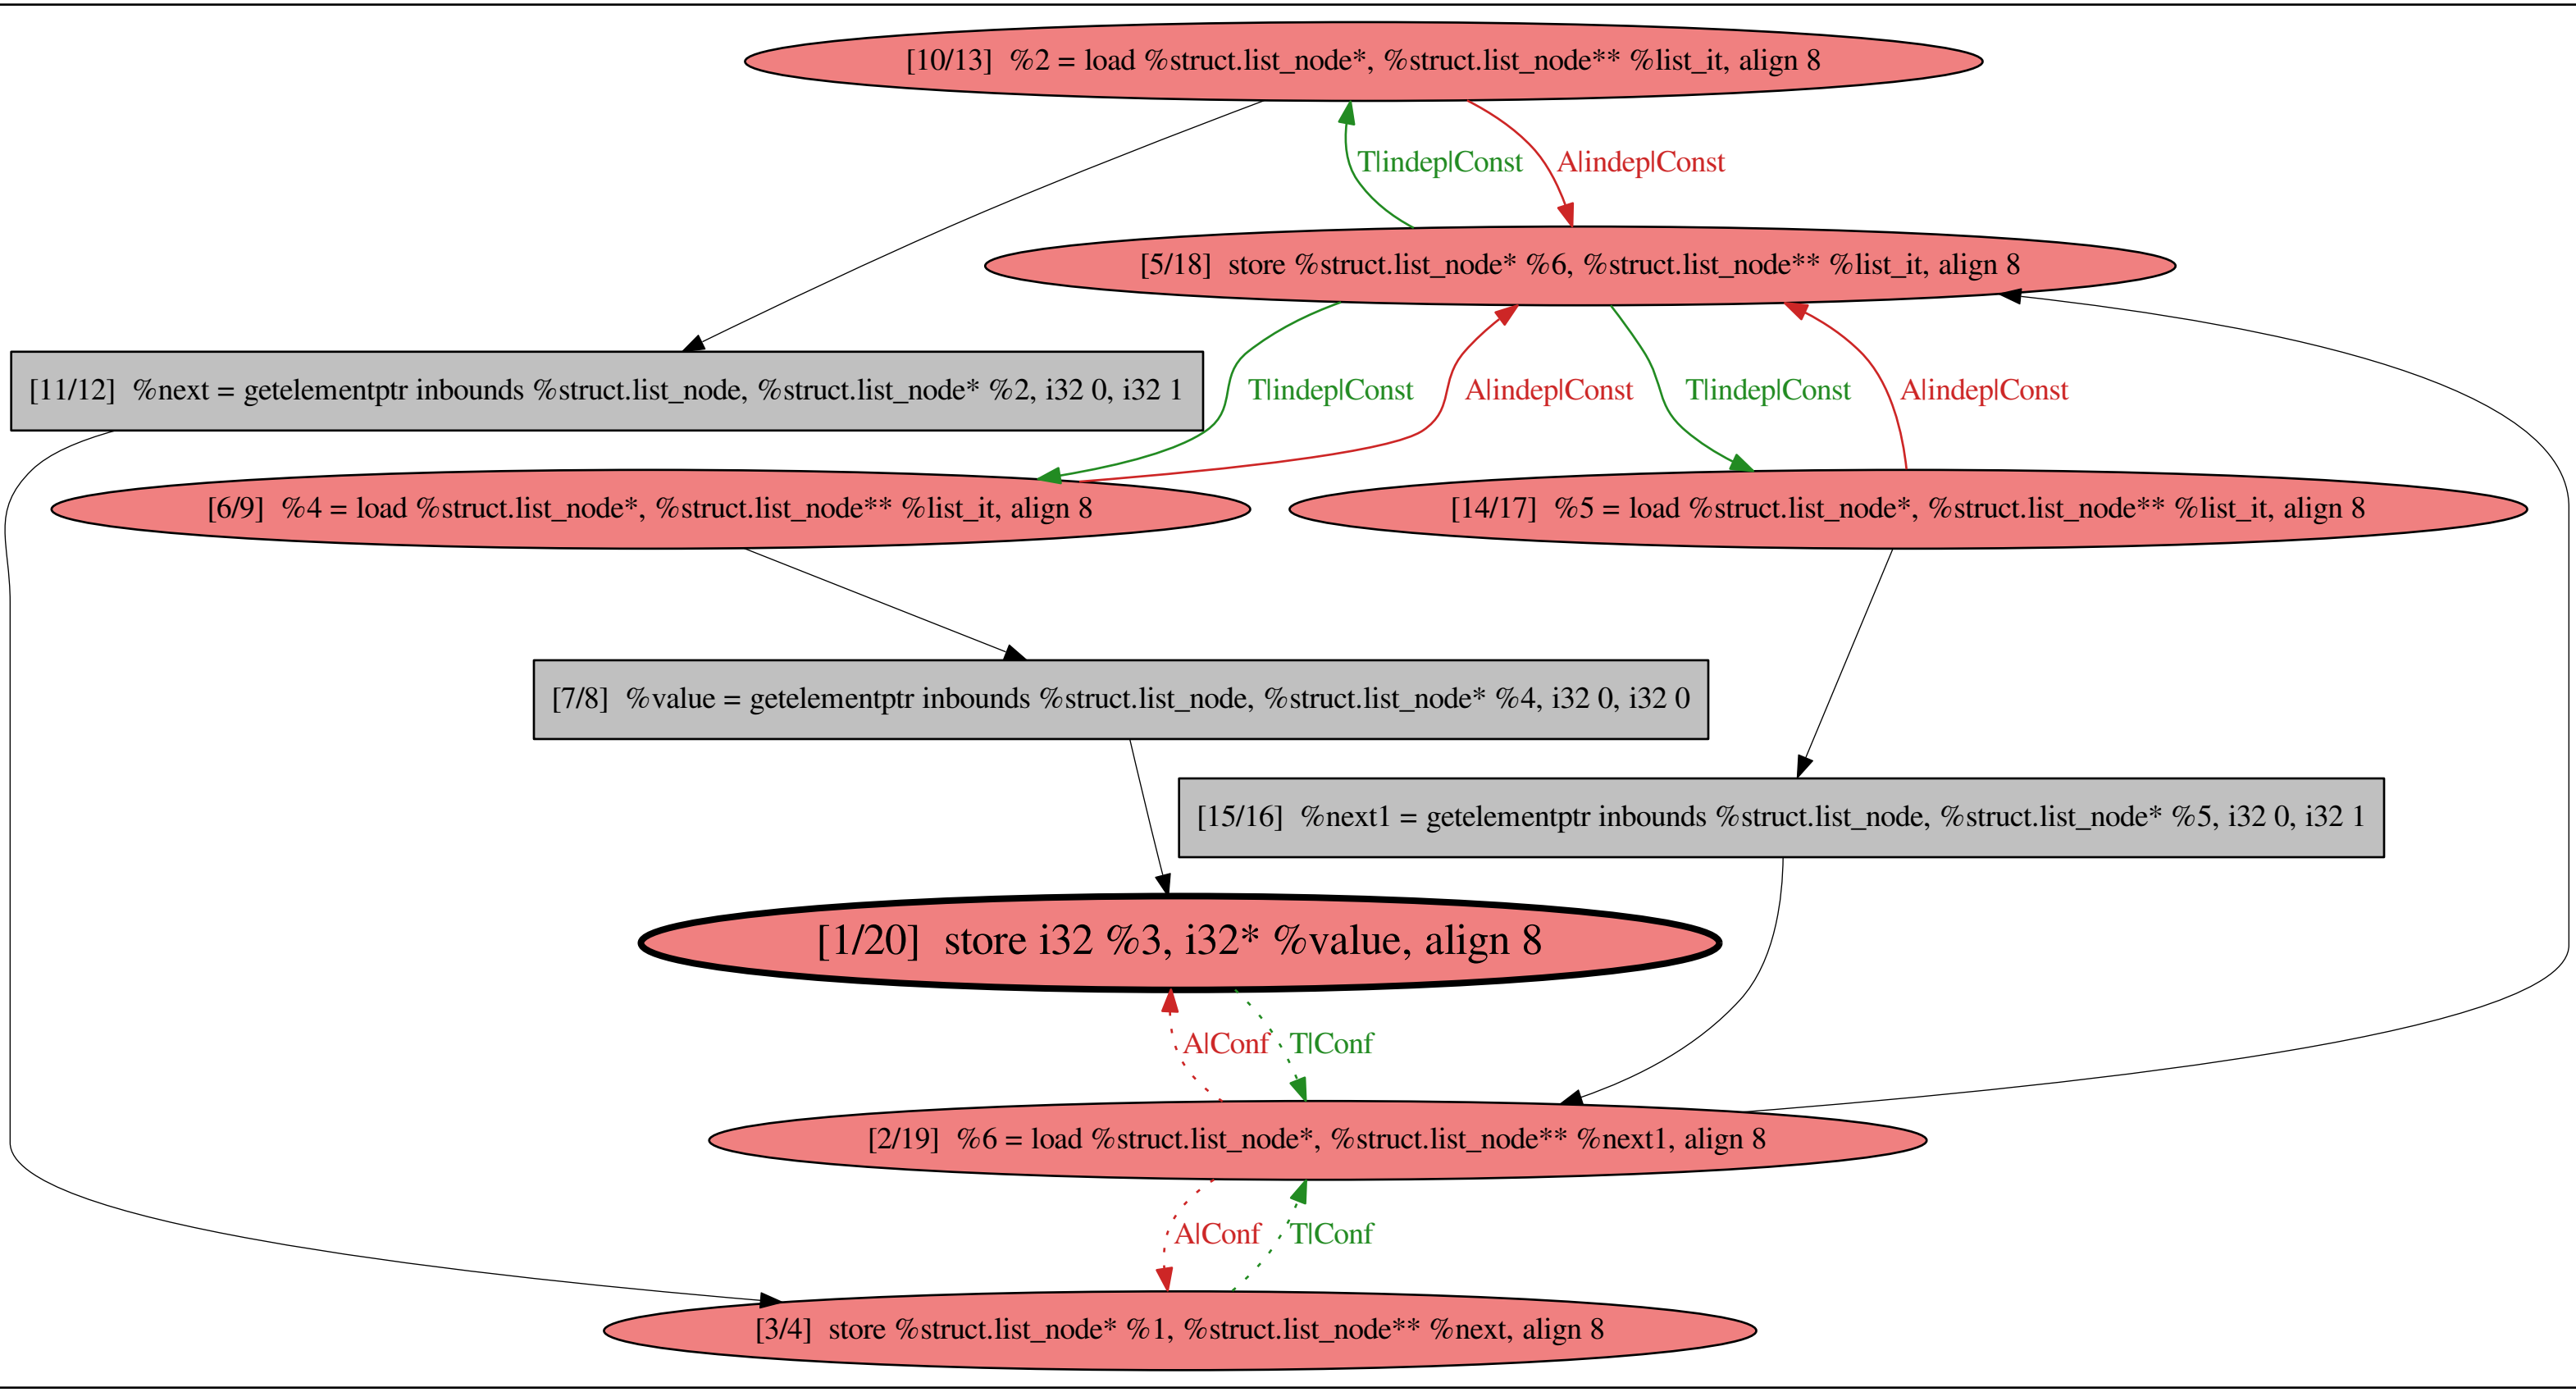 [10/13] %2 = load %struct.list_node*, %struct.list_node** %list_it, align 8
T|indep|Const
A|indep|Const
[5/18] store %struct.list_node* %6, %struct.list_node** %list_it, align 8
[11/12] %next = getelementptr inbounds %struct.list_node, %struct.list_node* %2, i32 0, i32 1
T|indep|Const
A|indep|Const
T|indep|Const
A|indep|Const
[6/9] %4 = load %struct.list_node*, %struct.list_node** %list_it, align 8
[14/17] %5 = load %struct.list_node*, %struct.list_node** %list_it, align 8
[7/8] %value = getelementptr inbounds %struct.list_node, %struct.list_node* %4, i32 0, i32 0
[15/16] %next1 = getelementptr inbounds %struct.list_node, %struct.list_node* %5, i32 0, i32 1
[1/20] store i32 %3, i32* %value, align 8
A|Conf
T|Conf
[2/19] %6 = load %struct.list_node*, %struct.list_node** %next1, align 8
A|Conf
T|Conf
[3/4] store %struct.list_node* %1, %struct.list_node** %next, align 8